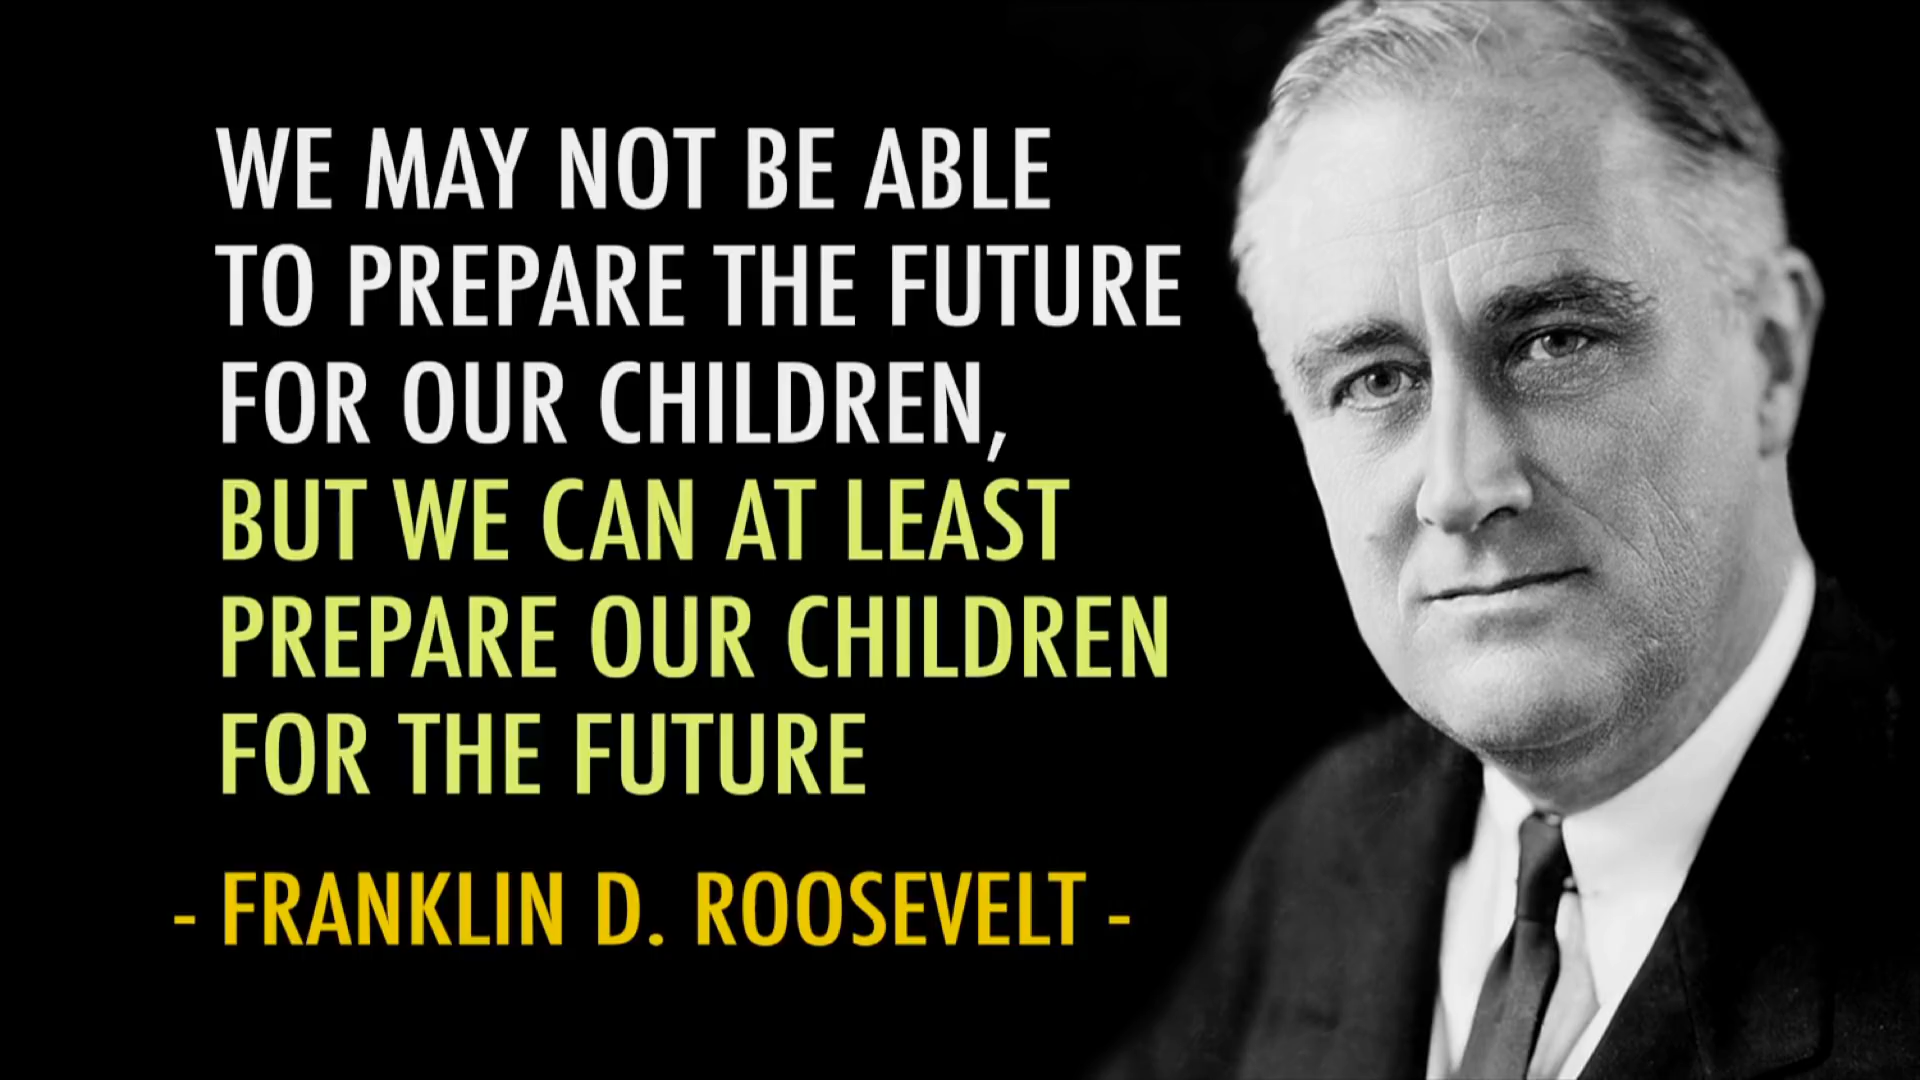 WE MAY NOT BE ABLE
TO PREPARE THE FUTURE
FOR OUR CHILDREN,
BUT WE CAN AT LEAST
PREPARE OUR CHILDREN
FOR THE FUTURE
- FRANKLIN D. ROOSEVELT -